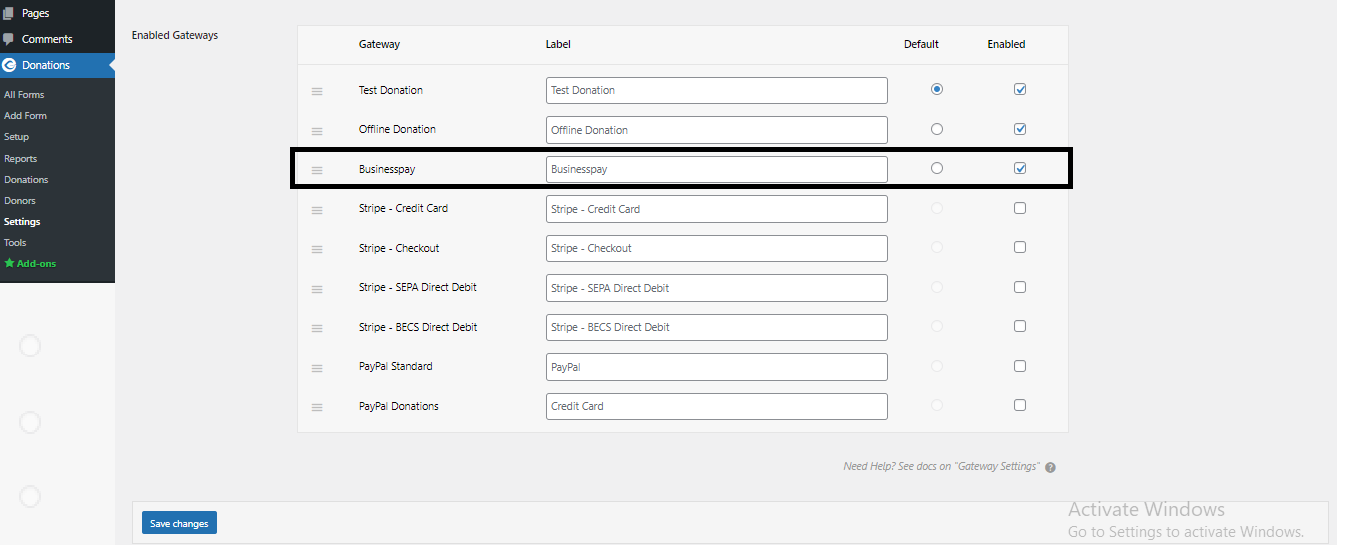 Pages
Comments
Donations
All Forms
Add Form
Setup
Reports
Donations
Donors
Settings
Tools
Add-ons
Enabled Gateways
Gateway Label Default Enabled
Test Donation Test Donation
Offline Donation Offline Donation
Businesspay Businesspay
Stripe - Credit Card Stripe - Credit Card
Stripe - Checkout Stripe - Checkout
Stripe - SEPA Direct Debit Stripe - SEPA Direct Debit
Stripe - BECS Direct Debit Stripe - BECS Direct Debit
PayPal Standard PayPal
PayPal Donations Credit Card
Need Help? See docs on "Gateway Settings" ?
Save changes
Activate Windows
Go to Settings to activate Windows.